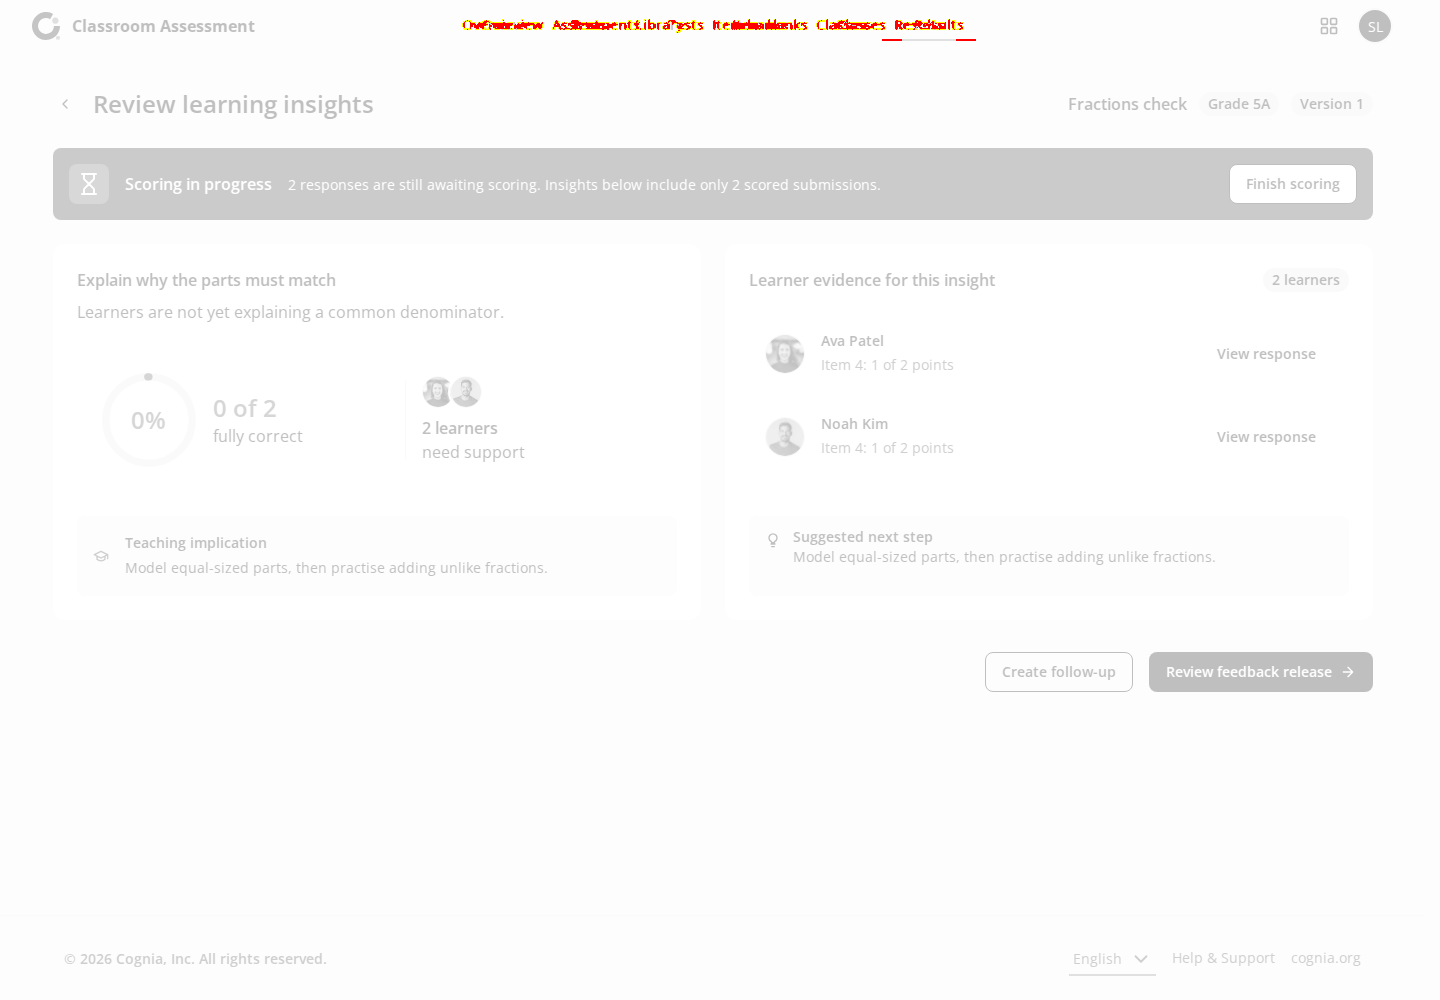 Classroom Assessment
SL
Review learning insights
Fractions check
Grade 5A
Version 1
Scoring in progress
2 responses are still awaiting scoring. Insights below include only 2 scored submissions.
Finish scoring
Explain why the parts must match
Learners are not yet explaining a common denominator.
0%
0 of 2
fully correct
2 learners
need support
Teaching implication
Model equal-sized parts, then practise adding unlike fractions.
Learner evidence for this insight
2 learners
Ava Patel
Item 4: 1 of 2 points
View response
Noah Kim
Item 4: 1 of 2 points
View response
Suggested next step
Model equal-sized parts, then practise adding unlike fractions.
Create follow-up
Review feedback release
© 2026 Cognia, Inc. All rights reserved.
English
Help & Support
cognia.org